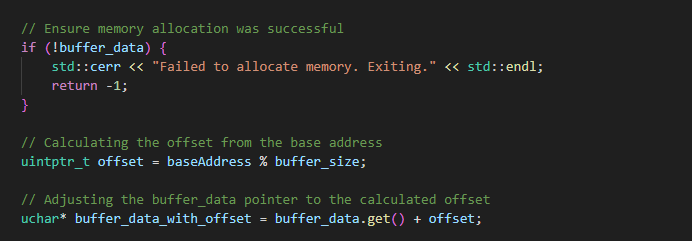 // Ensure memory allocation was successful
if (!buffer_data) {
    std::cerr << "Failed to allocate memory. Exiting." << std::endl;
    return -1;
}
// Calculating the offset from the base address
uintptr_t offset = baseAddress % buffer_size;
// Adjusting the buffer_data pointer to the calculated offset
uchar* buffer_data_with_offset = buffer_data.get() + offset;